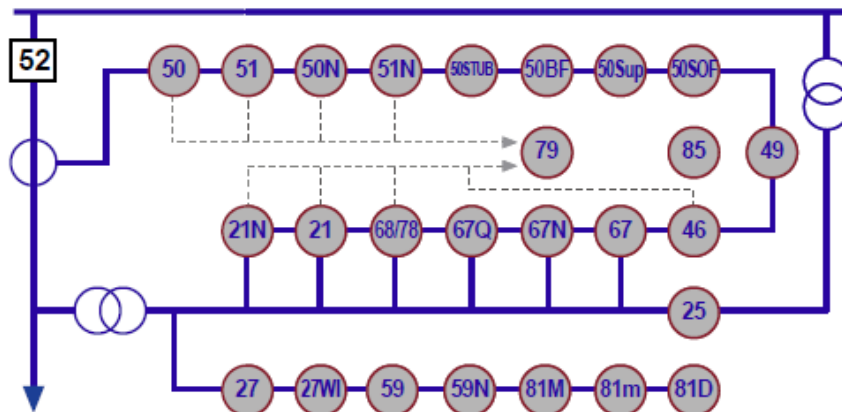 52
50 51 50N 51N 50STUB 50BF 50Sup 50SOF
79 85 49
21N 21 68/78 67Q 67N 67 46
25
27 27WI 59 59N 81M 81m 81D